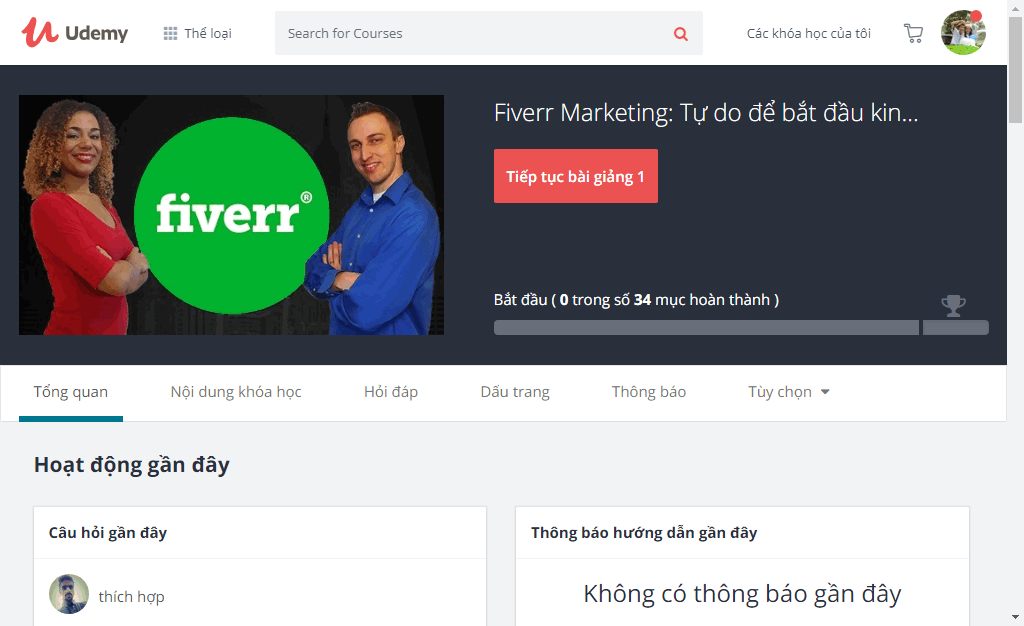 Udemy
Thể loại
Search for Courses
Các khóa học của tôi
fiverr®
Fiverr Marketing: Tự do để bắt đầu kin...
Tiếp tục bài giảng 1
Bắt đầu ( 0 trong số 34 mục hoàn thành )
Tổng quan
Nội dung khóa học
Hỏi đáp
Dấu trang
Thông báo
Tùy chọn
Hoạt động gần đây
Câu hỏi gần đây
Thông báo hướng dẫn gần đây
thích hợp
Không có thông báo gần đây